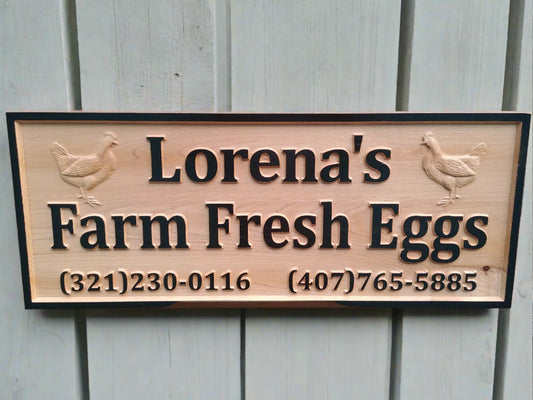 Lorena's
Farm Fresh Eggs
(321)230-0116 (407)765-5885